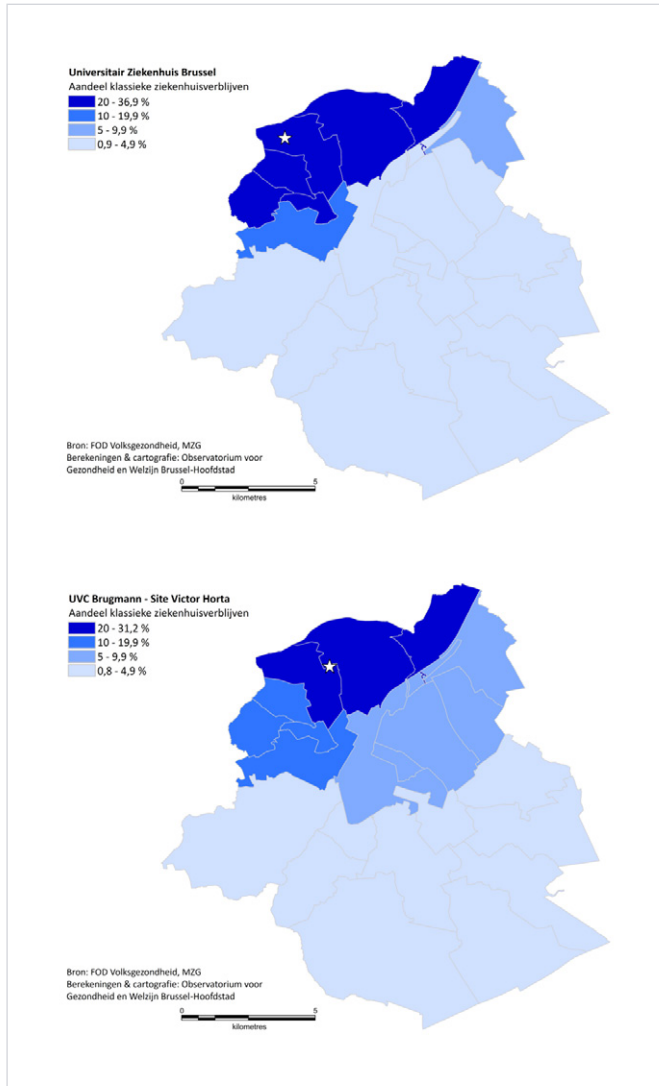 Universitair Ziekenhuis Brussel
Aandeel klassieke ziekenhuisverblijven
20 - 36,9 %
10 - 19,9 %
5 - 9,9 %
0,9 - 4,9 %
Bron: FOD Volksgezondheid, MZG
Berekeningen & cartografie: Observatorium voor
Gezondheid en Welzijn Brussel-Hoofdstad
0 5
kilometres
UVC Brugmann - Site Victor Horta
Aandeel klassieke ziekenhuisverblijven
20 - 31,2 %
10 - 19,9 %
5 - 9,9 %
0,8 - 4,9 %
Bron: FOD Volksgezondheid, MZG
Berekeningen & cartografie: Observatorium voor
Gezondheid en Welzijn Brussel-Hoofdstad
0 5
kilometres